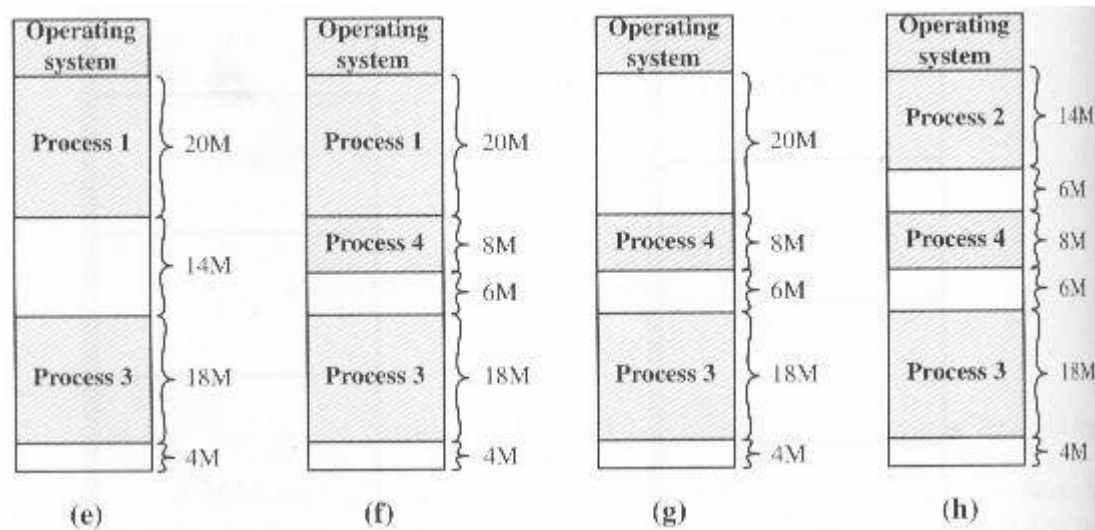 Operating
system
Process 1
20M
14M
Process 3
18M
4M
(e)
Operating
system
Process 1
20M
Process 4
8M
6M
Process 3
18M
4M
(f)
Operating
system
20M
Process 4
8M
6M
Process 3
18M
4M
(g)
Operating
system
Process 2
14M
6M
Process 4
8M
6M
Process 3
18M
4M
(h)